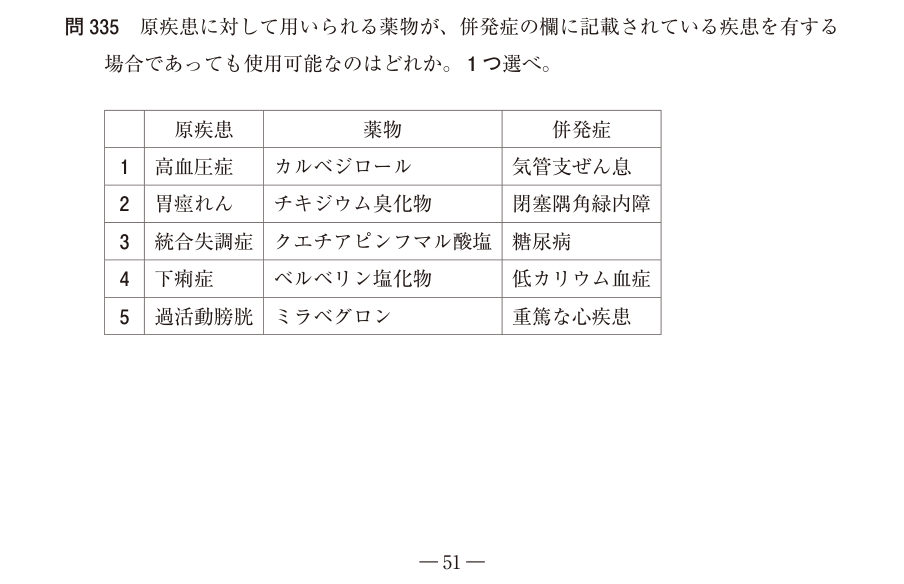 問 335 原疾患に対して用いられる薬物が、併発症の欄に記載されている疾患を有する
場合であっても使用可能なのはどれか。1つ選べ。
原疾患 薬物 併発症
1 高血圧症 カルベジロール 気管支ぜん息
2 胃痙れん チキジウム臭化物 閉塞隅角緑内障
3 統合失調症 クエチアピンフマル酸塩 糖尿病
4 下痢症 ベルベリン塩化物 低カリウム血症
5 過活動膀胱 ミラベグロン 重篤な心疾患
― 51 ―